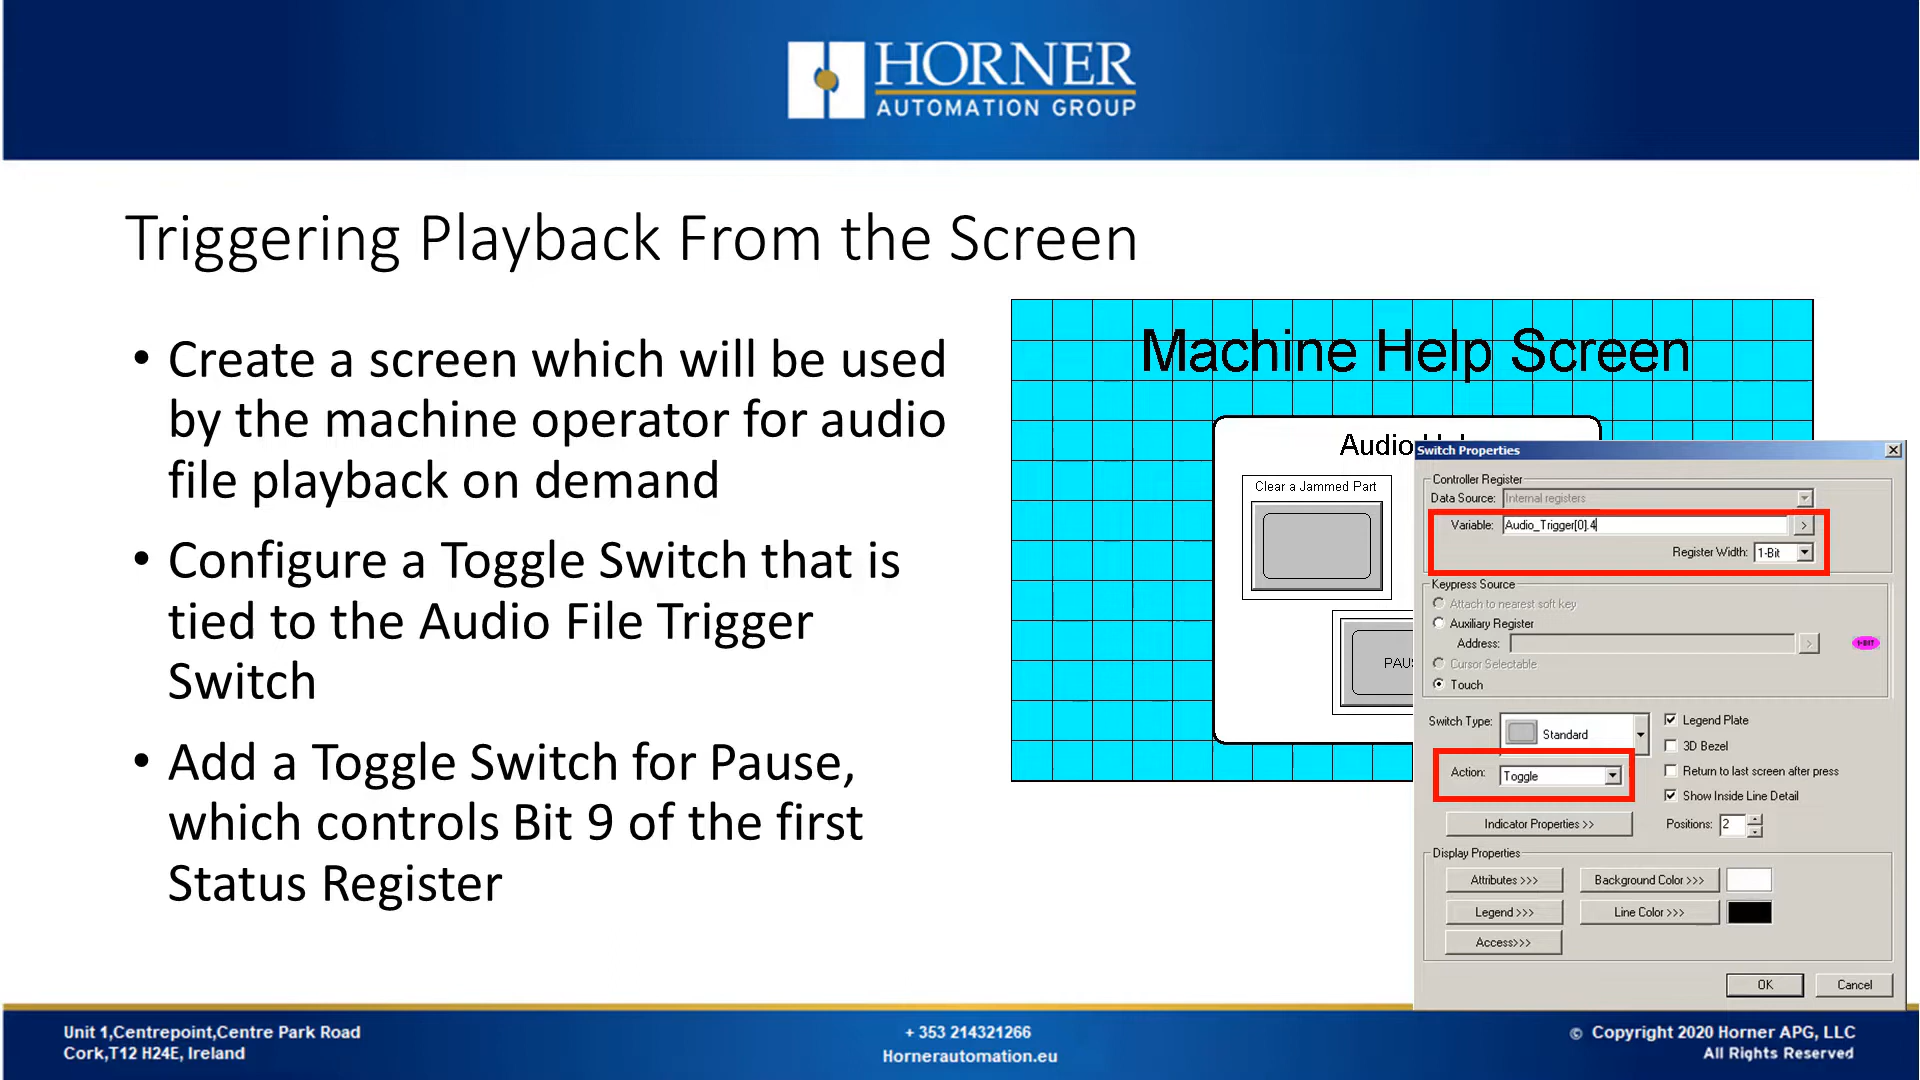 HORNER
AUTOMATION GROUP
Triggering Playback From the Screen
• Create a screen which will be used
by the machine operator for audio
file playback on demand
• Configure a Toggle Switch that is
tied to the Audio File Trigger
Switch
• Add a Toggle Switch for Pause,
which controls Bit 9 of the first
Status Register
Machine Help Screen
Audio
Clear a Jammed Part
Switch Properties
Controller Register
Data Source: Internal registers
Variable: Audio_Trigger[0].4
>
Register Width: 1-Bit
Keypress Source
Attach to nearest soft key
Auxiliary Register
Address:
>
1-BIT
Cursor Selectable
Touch
Switch Type: Standard
Legend Plate
3D Bezel
Action: Toggle
Return to last screen after press
Show Inside Line Detail
Indicator Properties >>
Positions: 2
Display Properties
Attributes >>>
Background Color >>>
Legend >>>
Line Color >>>
Access>>>
OK
Cancel
Unit 1,Centrepoint,Centre Park Road
Cork,T12 H24E, Ireland
+ 353 214321266
Hornerautomation.eu
© Copyright 2020 Horner APG, LLC
All Rights Reserved